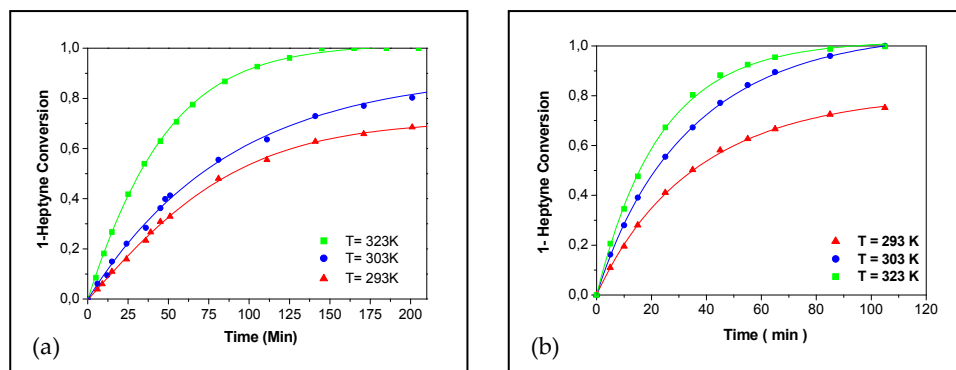 1-Heptyne Conversion
1,0
0,8
0,6
0,4
0,2
0,0
T= 323K
T= 303K
T= 293K
0 25 50 75 100 125 150 175 200
Time (Min)
(a)
1- Heptyne Conversion
1,0
0,8
0,6
0,4
0,2
0,0
T = 293 K
T = 303 K
T = 323 K
0 20 40 60 80 100 120
Time ( min )
(b)